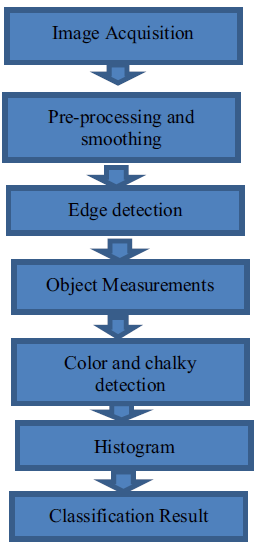 Image Acquisition
Pre-processing and
smoothing
Edge detection
Object Measurements
Color and chalky
detection
Histogram
Classification Result